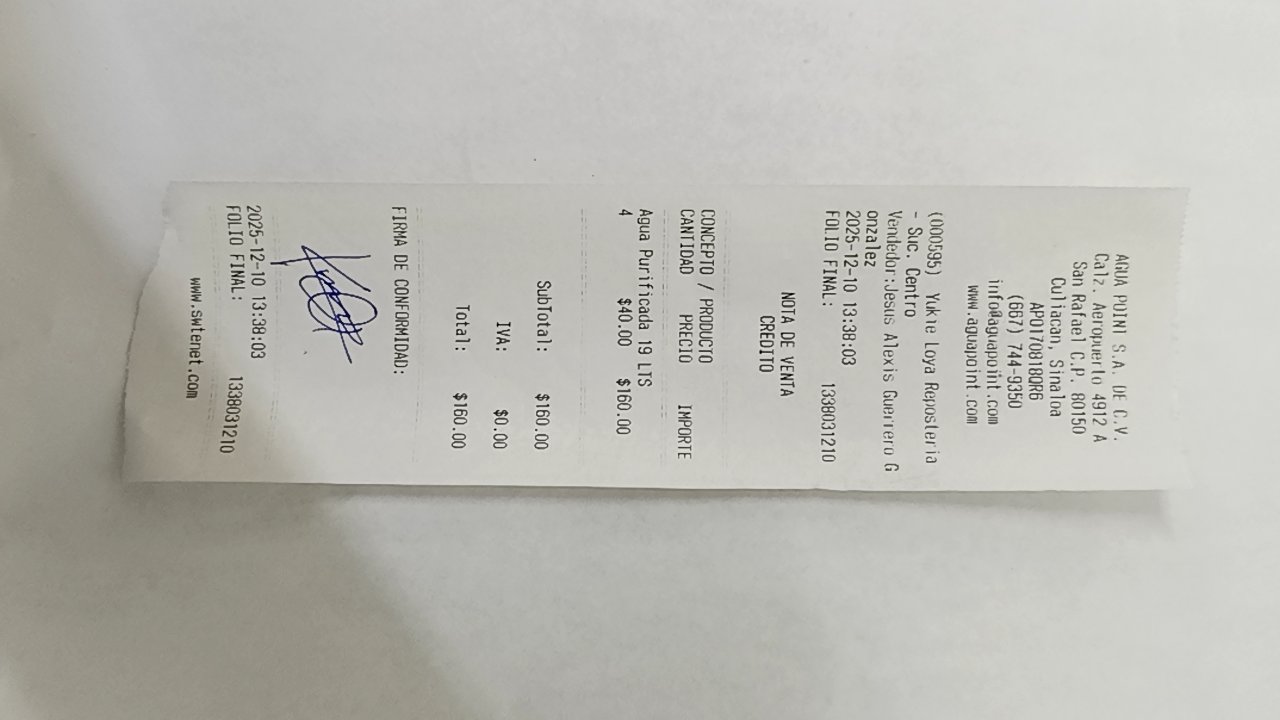 AGUA POINT S.A. DE C.V.
Calz. Aeropuerto 4912 A
San Rafael C.P. 80150
Culiacan, Sinaloa
APO170818QR6
(667) 744-9350
info@aguapoint.com
www.aguapoint.com
(000595) Yukie Loya Reposteria
- Suc. Centro
Vendedor:Jesus Alexis Guerrero G
onzalez
2025-12-10 13:38:03
FOLIO FINAL: 1338031210
NOTA DE VENTA
CREDITO
CONCEPTO / PRODUCTO
CANTIDAD PRECIO IMPORTE
Agua Purificada 19 LTS
4 $40.00 $160.00
SubTotal: $160.00
IVA: $0.00
Total: $160.00
FIRMA DE CONFORMIDAD:
2025-12-10 13:38:03
FOLIO FINAL: 1338031210
www.swtenet.com